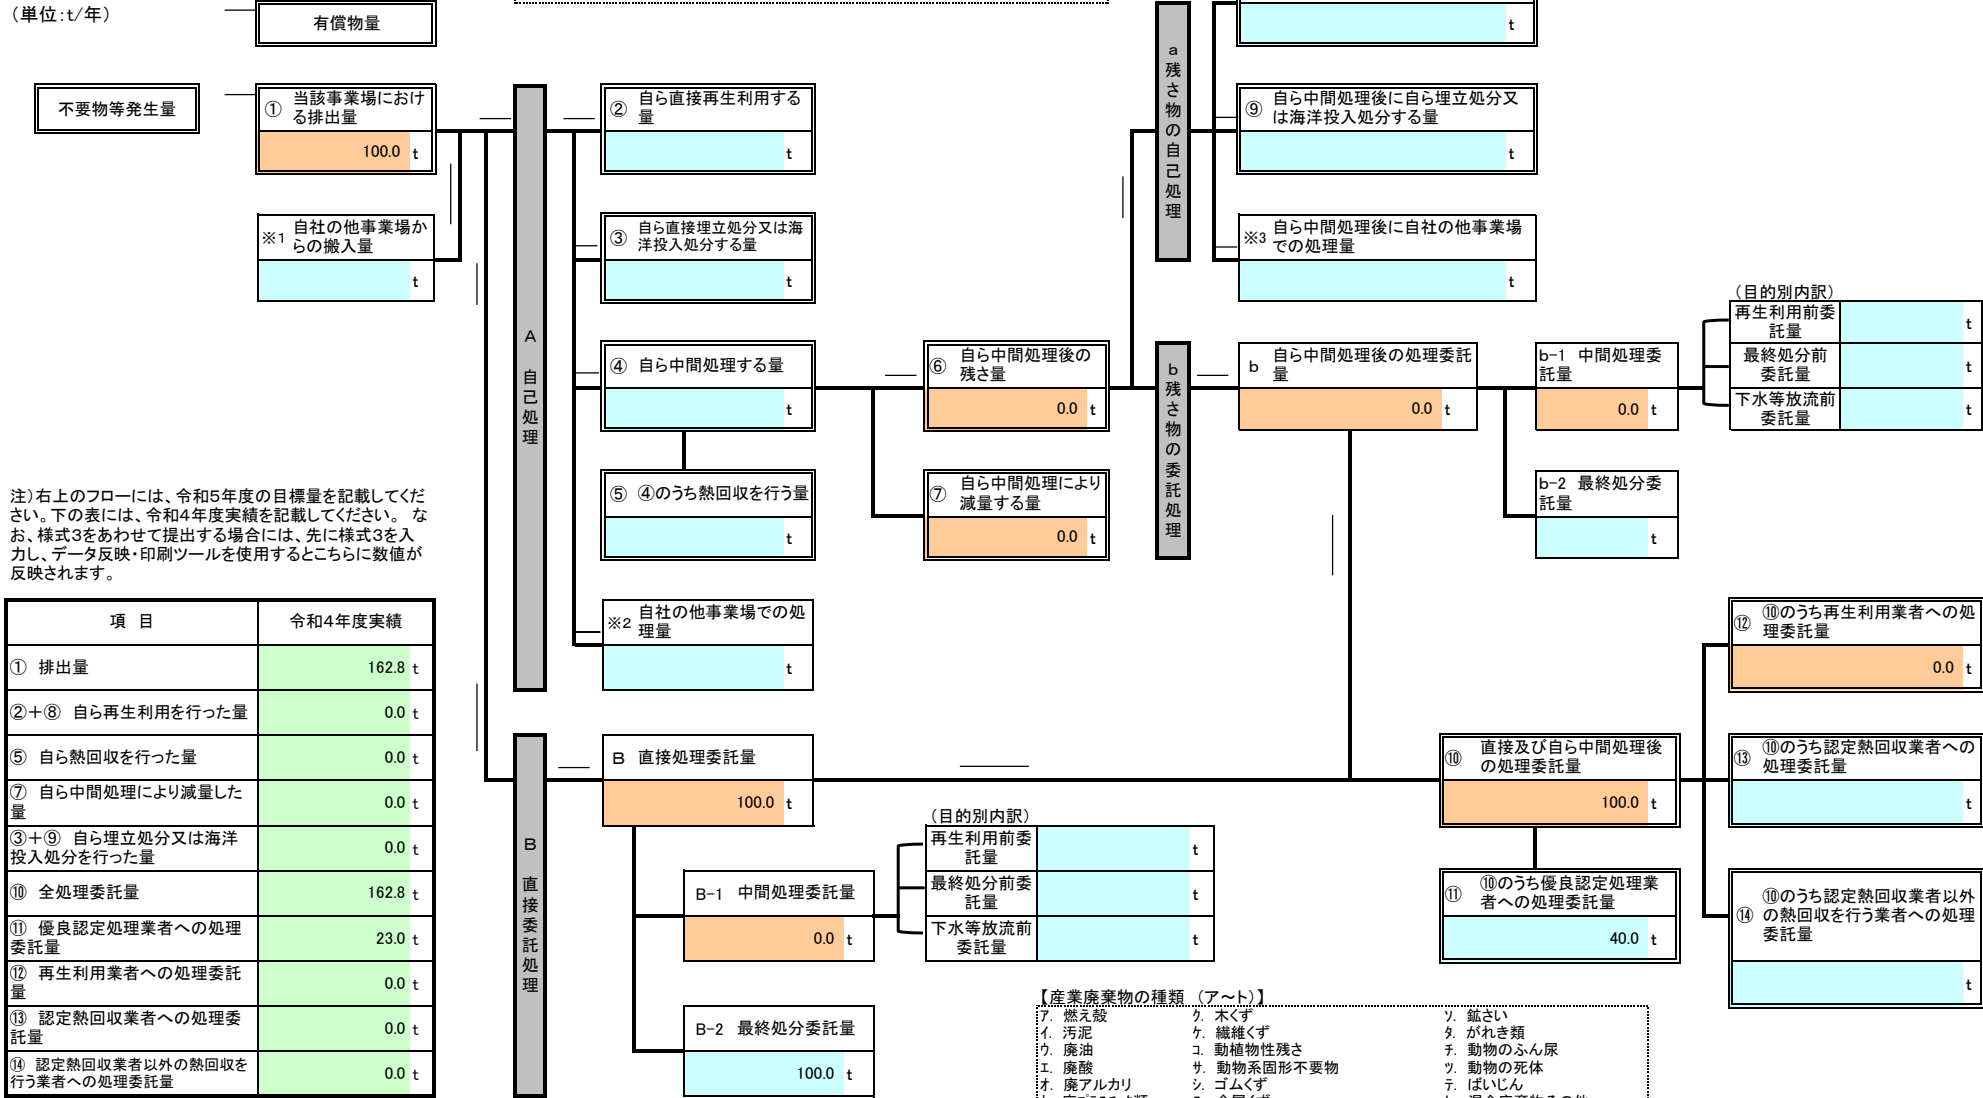 （単位：t/年）
有償物量
t
不要物等発生量
① 当該事業場におけ
る排出量
100.0 t
※1 自社の他事業場か
らの搬入量
t
A 自己処理
② 自ら直接再生利用する
量
t
③ 自ら直接埋立処分又は海
洋投入処分する量
t
④ 自ら中間処理する量
t
⑤ ④のうち熱回収を行う量
t
※2 自社の他事業場での処
理量
t
⑥ 自ら中間処理後の
残さ量
0.0 t
⑦ 自ら中間処理により
減量する量
0.0 t
a 残さ物の自己処理
⑨ 自ら中間処理後に自ら埋立処分又
は海洋投入処分する量
t
※3 自ら中間処理後に自社の他事業場
での処理量
t
b 残さ物の委託処理
b 自ら中間処理後の処理委託
量
0.0 t
b-1 中間処理委
託量
0.0 t
b-2 最終処分委
託量
t
（目的別内訳）
再生利用前委
託量
t
最終処分前
委託量
t
下水等放流前
委託量
t
注）右上のフローには、令和5年度の目標量を記載してくだ
さい。下の表には、令和4年度実績を記載してください。 な
お、様式3をあわせて提出する場合には、先に様式3を入
力し、データ反映・印刷ツールを使用するとこちらに数値が
反映されます。
項 目 令和4年度実績
① 排出量 162.8 t
②＋⑧ 自ら再生利用を行った量 0.0 t
⑤ 自ら熱回収を行った量 0.0 t
⑦ 自ら中間処理により減量した
量 0.0 t
③＋⑨ 自ら埋立処分又は海洋
投入処分を行った量 0.0 t
⑩ 全処理委託量 162.8 t
⑪ 優良認定処理業者への処理
委託量 23.0 t
⑫ 再生利用業者への処理委託
量 0.0 t
⑬ 認定熱回収業者への処理委
託量 0.0 t
⑭ 認定熱回収業者以外の熱回収を
行う業者への処理委託量 0.0 t
B 直接委託処理
B 直接処理委託量
100.0 t
B-1 中間処理委託量
0.0 t
B-2 最終処分委託量
100.0 t
（目的別内訳）
再生利用前委
託量
t
最終処分前委
託量
t
下水等放流前
委託量
t
⑩ 直接及び自ら中間処理後
の処理委託量
100.0 t
⑪ ⑩のうち優良認定処理業
者への処理委託量
40.0 t
⑫ ⑩のうち再生利用業者への処
理委託量
0.0 t
⑬ ⑩のうち認定熱回収業者への
処理委託量
t
⑭ ⑩のうち認定熱回収業者以外
の熱回収を行う業者への処理
委託量
t
【産業廃棄物の種類 （ア～ト）】
ア. 燃え殻 ク. 木くず ソ. 鉱さい
イ. 汚泥 ケ. 繊維くず タ. がれき類
ウ. 廃油 コ. 動植物性残さ チ. 動物のふん尿
エ. 廃酸 サ. 動物系固形不要物 ツ. 動物の死体
オ. 廃アルカリ シ. ゴムくず テ. ばいじん